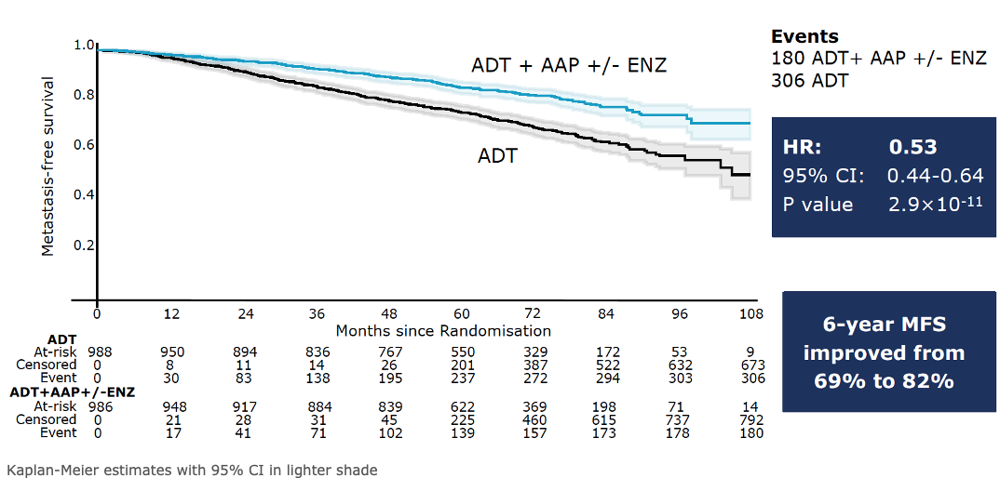 Events
180 ADT+ AAP +/- ENZ
306 ADT
HR: 0.53
95% CI: 0.44-0.64
P value 2.9×10⁻¹¹
6-year MFS
improved from
69% to 82%
Metastasis-free survival
1.0
0.8
0.6
0.4
0.2
ADT + AAP +/- ENZ
ADT
0 12 24 36 48 60 72 84 96 108
Months since Randomisation
ADT
At-risk 988 950 894 836 767 550 329 172 53 9
Censored 0 8 11 14 26 201 387 522 632 673
Event 0 30 83 138 195 237 272 294 303 306
ADT+AAP+/-ENZ
At-risk 986 948 917 884 839 622 369 198 71 14
Censored 0 21 28 31 45 225 460 615 737 792
Event 0 17 41 71 102 139 157 173 178 180
Kaplan-Meier estimates with 95% CI in lighter shade